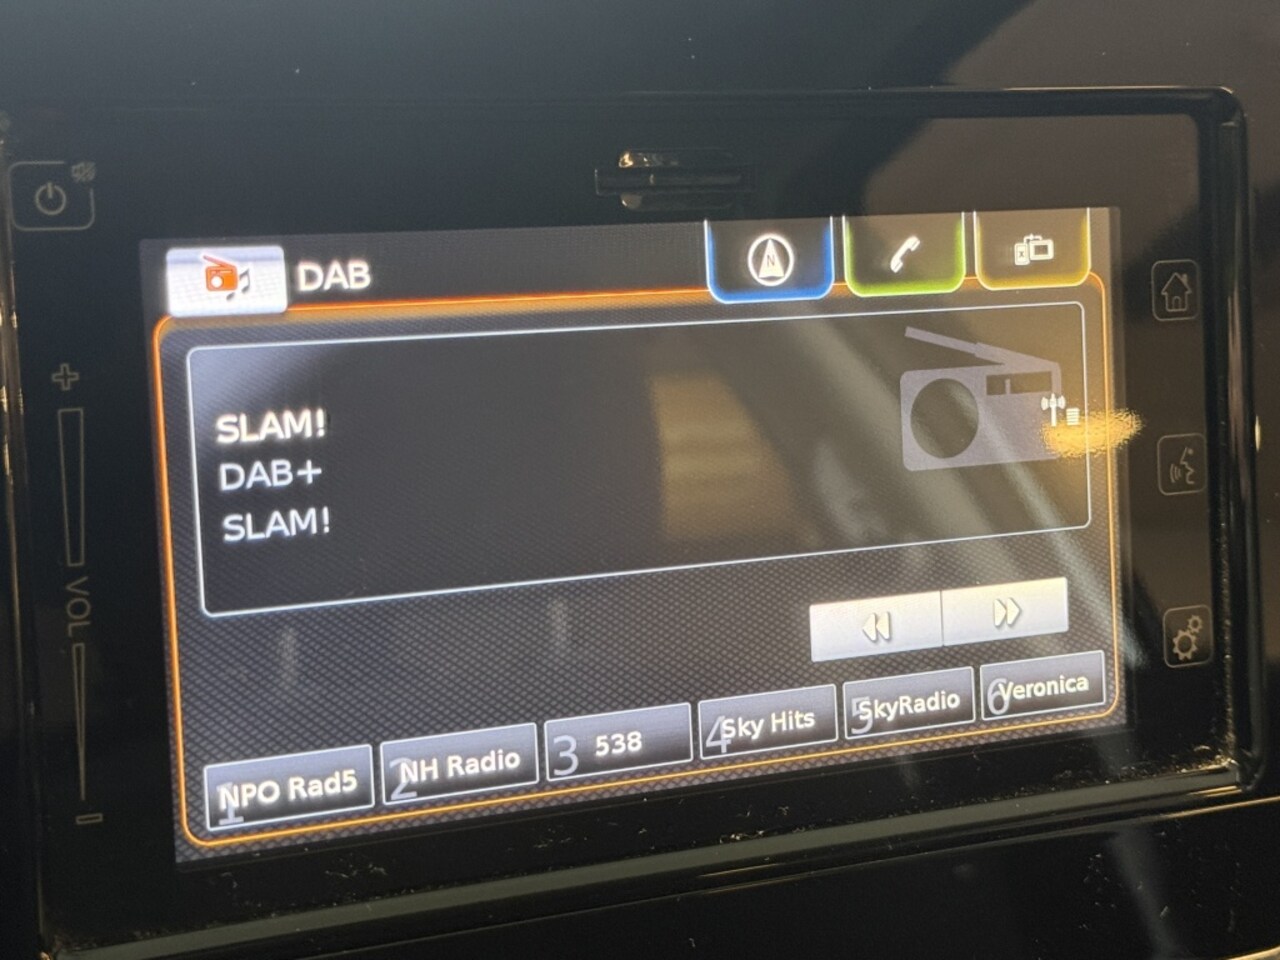 DAB
N
SLAM!
DAB+
SLAM!
VOL
1 NPO Rad5
2 NH Radio
3 538
4 Sky Hits
5 SkyRadio
6 Veronica